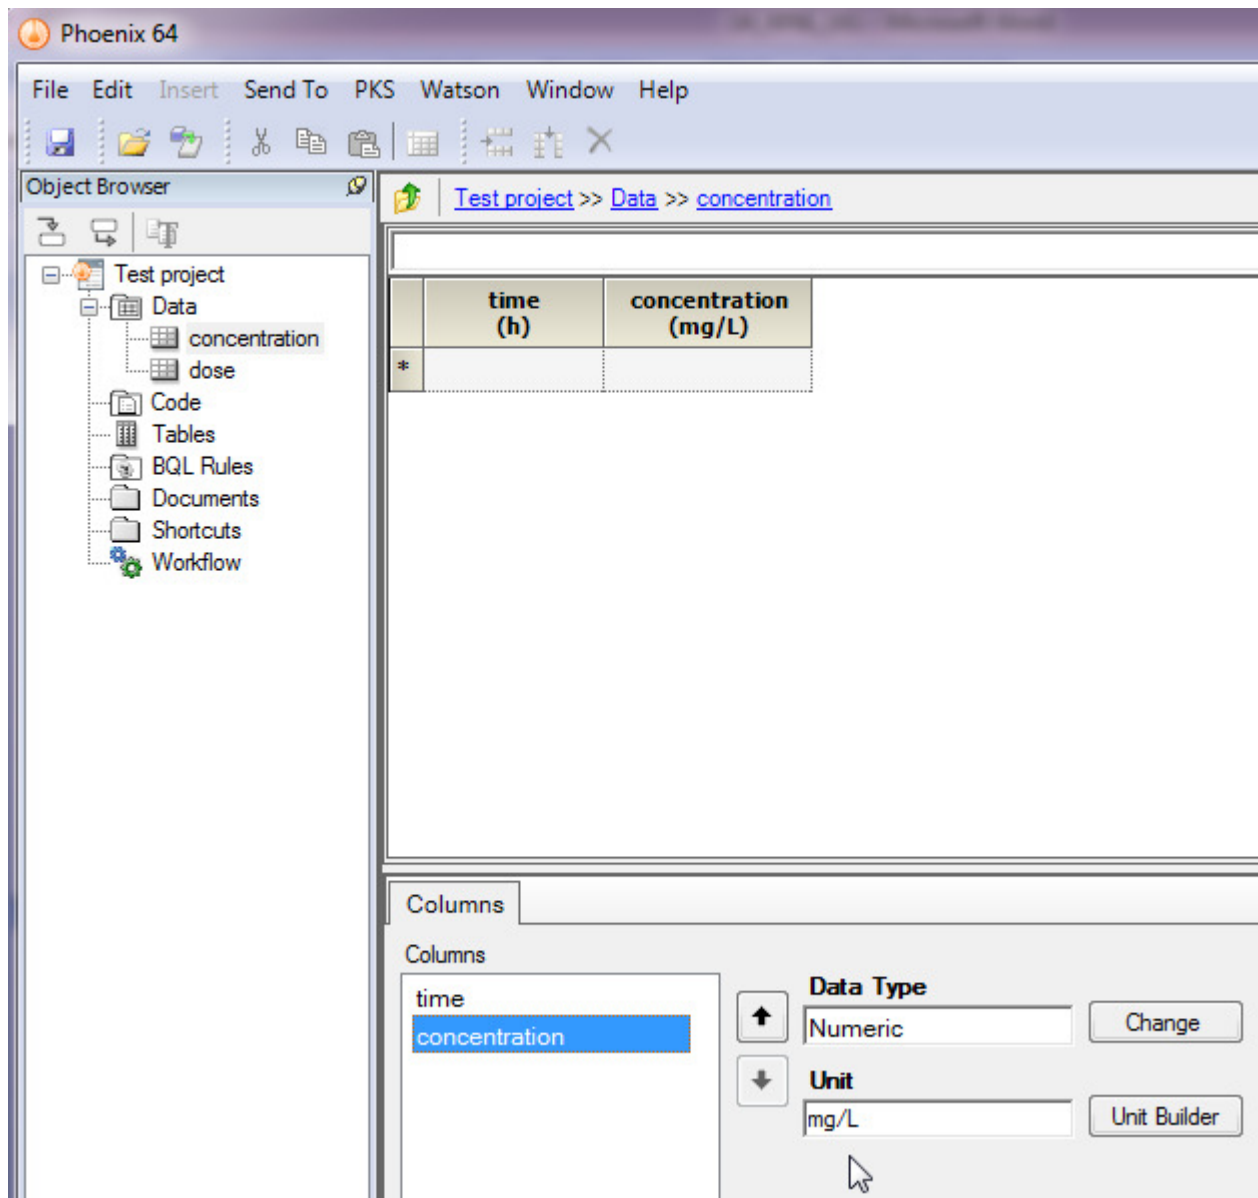 Phoenix 64
File Edit Insert Send To PKS Watson Window Help
Object Browser
Test project >> Data >> concentration
Test project
Data
concentration
dose
Code
Tables
BQL Rules
Documents
Shortcuts
Workflow
time
(h)
concentration
(mg/L)
*
Columns
Columns
time
concentration
Data Type
Numeric
Change
Unit
mg/L
Unit Builder